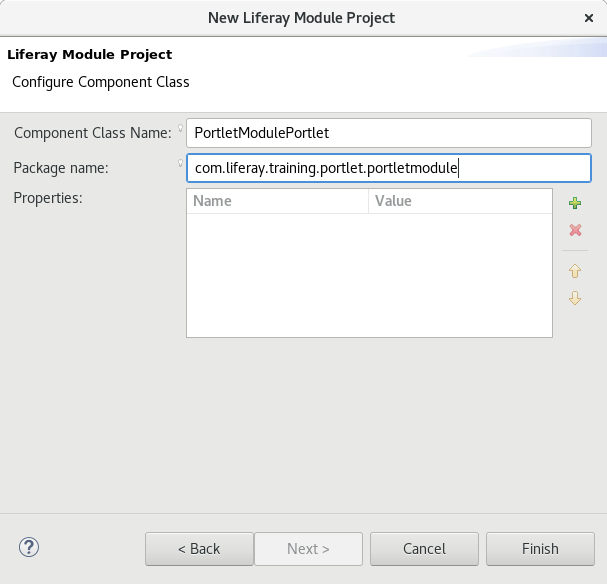 New Liferay Module Project
Liferay Module Project
Configure Component Class
Component Class Name: PortletModulePortlet
Package name: com.liferay.training.portlet.portletmodule
Properties:
Name Value
< Back Next > Cancel Finish